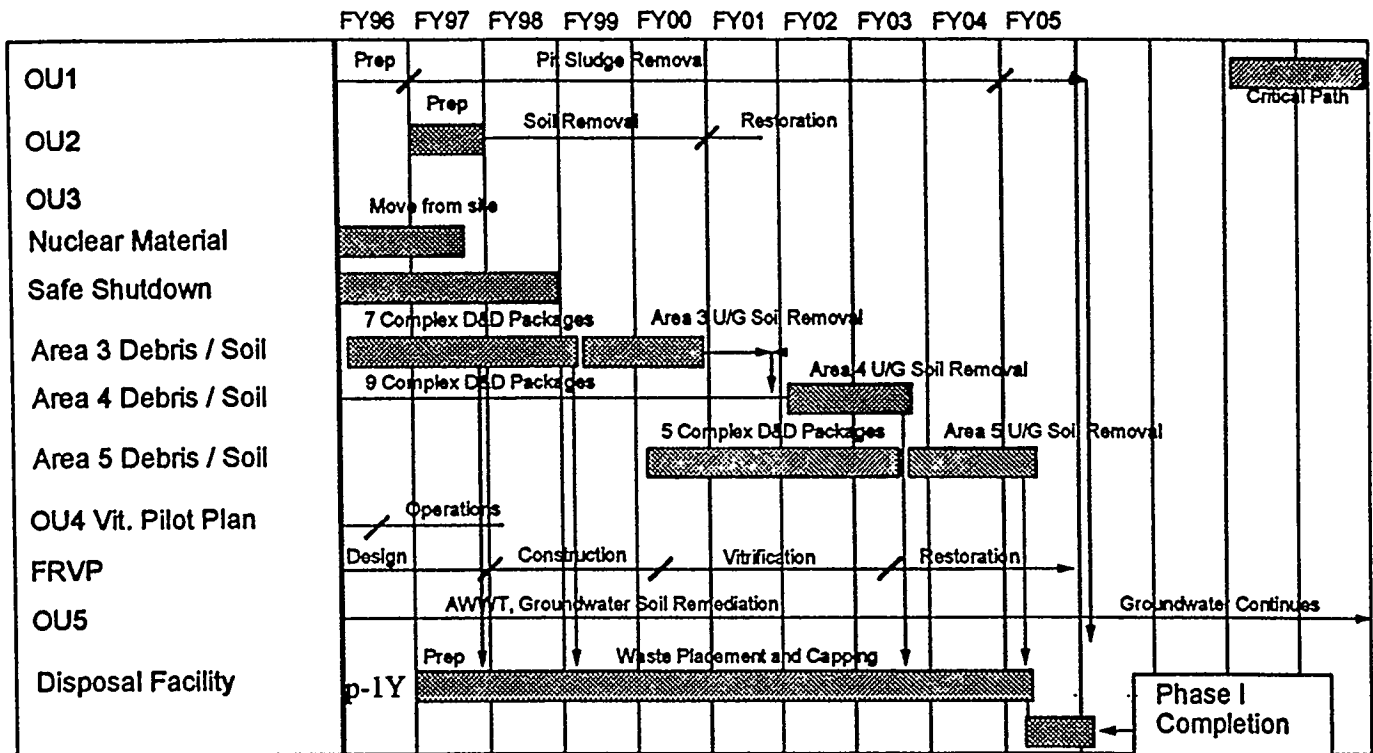 FY96 FY97 FY98 FY99 FY00 FY01 FY02 FY03 FY04 FY05
OU1
Prep
Pit Sludge Removal
Critical Path
OU2
Prep
Soil Removal
Restoration
OU3
Nuclear Material
Move from site
Safe Shutdown
7 Complex D&D Packages
Area 3 U/G Soil Removal
Area 3 Debris / Soil
9 Complex D&D Packages
Area 4 U/G Soil Removal
Area 4 Debris / Soil
5 Complex D&D Packages
Area 5 U/G Soil Removal
Area 5 Debris / Soil
OU4 Vit. Pilot Plan
Operations
FRVP
Design
Construction
Vitrification
Restoration
OU5
AWWT, Groundwater Soil Remediation
Groundwater Continues
Disposal Facility
p-1Y
Prep
Waste Placement and Capping
Phase I
Completion